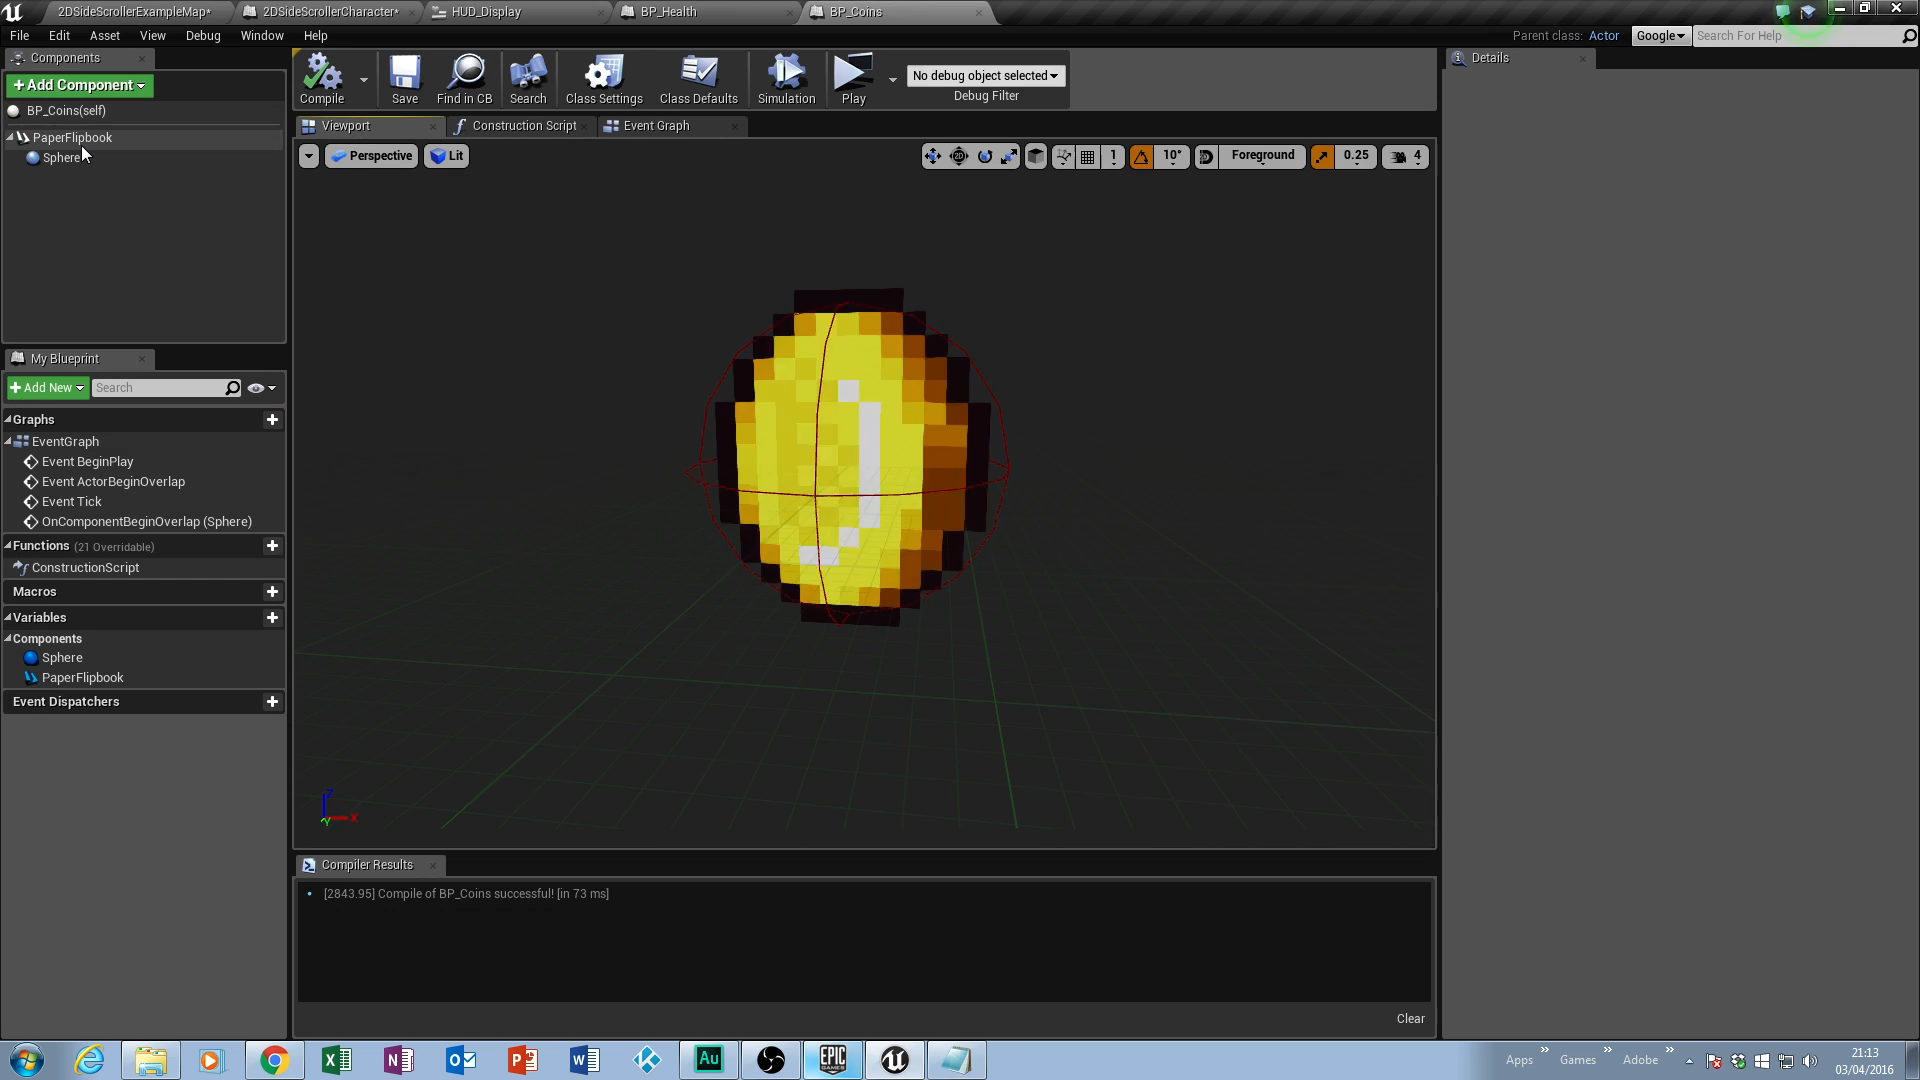 2DSideScrollerExampleMap*
2DSideScrollerCharacter*
HUD_Display
BP_Health
BP_Coins
File Edit Asset View Debug Window Help
Parent class: Actor
Google
Search For Help
Components
+ Add Component
BP_Coins(self)
PaperFlipbook
Sphere
Compile
Save
Find in CB
Search
Class Settings
Class Defaults
Simulation
Play
No debug object selected
Debug Filter
Details
Viewport
Construction Script
Event Graph
Perspective
Lit
1
10°
Foreground
0.25
4
My Blueprint
+ Add New
Search
Graphs
EventGraph
Event BeginPlay
Event ActorBeginOverlap
Event Tick
OnComponentBeginOverlap (Sphere)
Functions (21 Overridable)
ConstructionScript
Macros
Variables
Components
Sphere
PaperFlipbook
Event Dispatchers
Z
X
Y
Compiler Results
[2843.95] Compile of BP_Coins successful! [in 73 ms]
Clear
Au
EPIC GAMES
Apps
Games
Adobe
21:13
03/04/2016